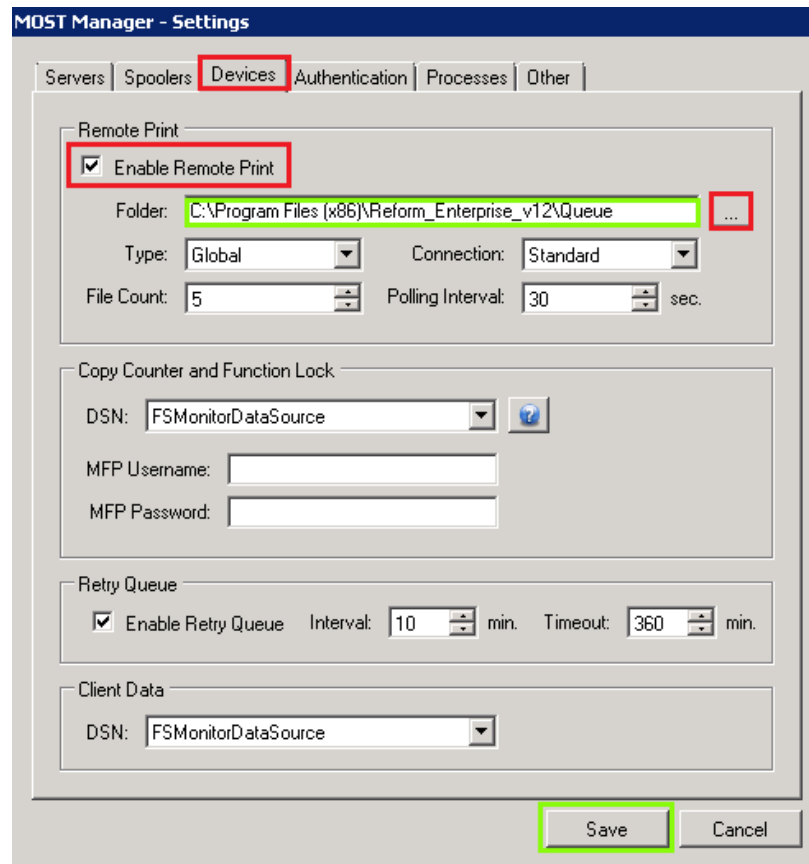 MOST Manager - Settings
Servers Spoolers Devices Authentication Processes Other
Remote Print
Enable Remote Print
Folder: C:\Program Files (x86)\Reform_Enterprise_v12\Queue ...
Type: Global Connection: Standard
File Count: 5 Polling Interval: 30 sec.
Copy Counter and Function Lock
DSN: FSMonitorDataSource ?
MFP Username:
MFP Password:
Retry Queue
Enable Retry Queue Interval: 10 min. Timeout: 360 min.
Client Data
DSN: FSMonitorDataSource
Save Cancel